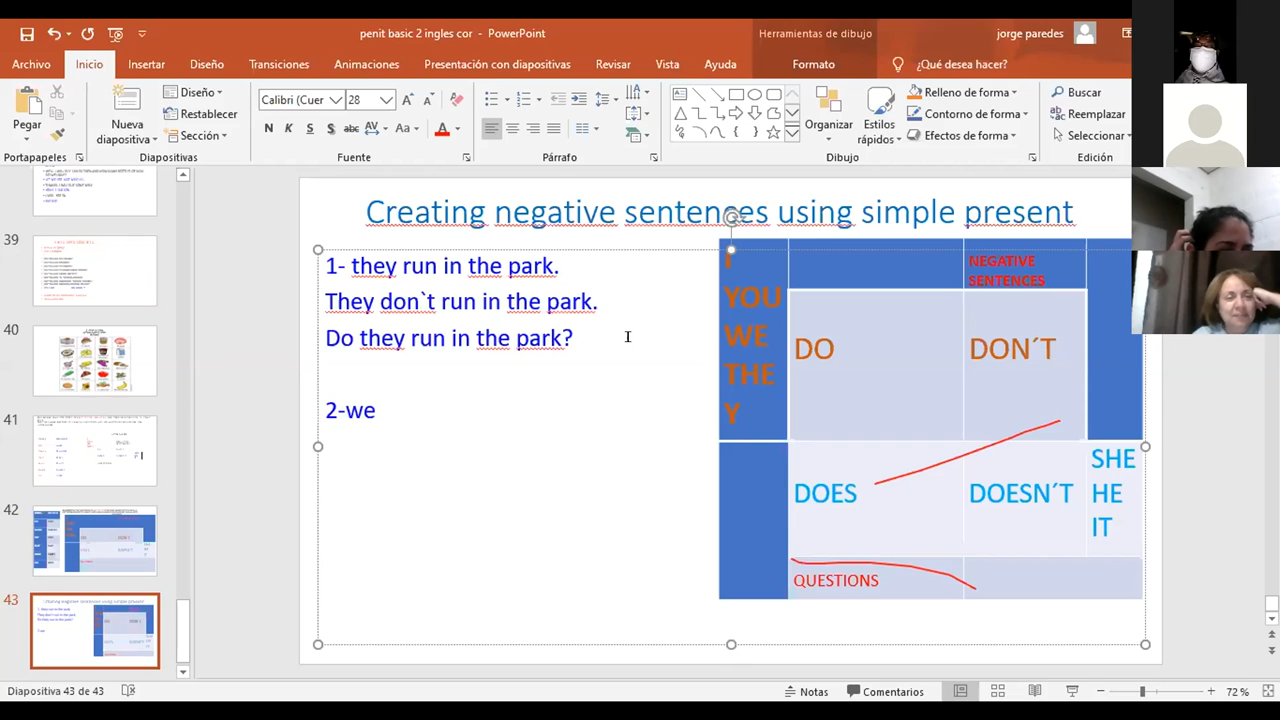 penit basic 2 ingles cor - PowerPoint
Herramientas de dibujo
jorge paredes
Archivo
Inicio
Insertar
Diseño
Transiciones
Animaciones
Presentación con diapositivas
Revisar
Vista
Ayuda
Formato
¿Qué desea hacer?
Pegar
Nueva diapositiva
Diseño
Restablecer
Sección
Calibri (Cuer
28
N K S S abc AV Aa A
Organizar
Estilos rápidos
Relleno de forma
Contorno de forma
Efectos de forma
Buscar
Reemplazar
Seleccionar
Portapapeles
Diapositivas
Fuente
Párrafo
Dibujo
Edición
39
40
41
42
43
Creating negative sentences using simple present
1- they run in the park.
They don`t run in the park.
Do they run in the park?
2-we
I
YOU
WE
THE
Y
NEGATIVE
SENTENCES
DO
DON´T
DOES
DOESN´T
SHE
HE
IT
QUESTIONS
Diapositiva 43 de 43
Notas
Comentarios
72 %